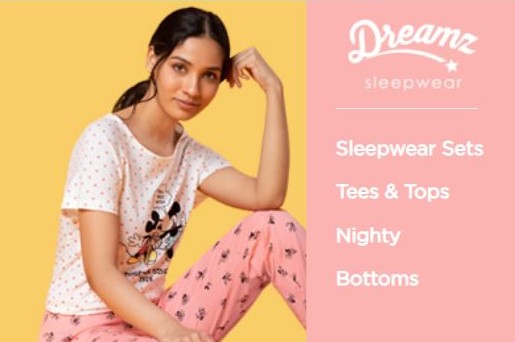 Dreamz
sleepwear
Sleepwear Sets
Tees & Tops
Nighty
Bottoms